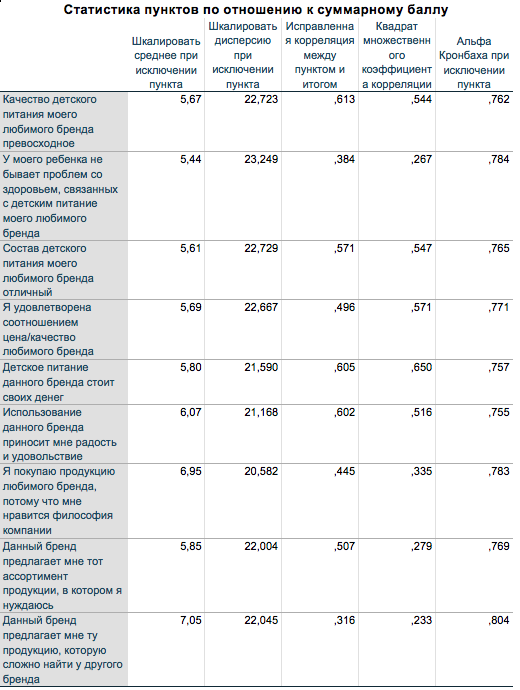 Статистика пунктов по отношению к суммарному баллу
Шкалировать среднее при исключении пункта
Шкалировать дисперсию при исключении пункта
Исправленна я корреляция между пунктом и итогом
Квадрат множественн ого коэффициент а корреляции
Альфа Кронбаха при исключении пункта
Качество детского
питания моего
любимого бренда
превосходное
5,67 22,723 ,613 ,544 ,762
У моего ребенка не
бывает проблем со
здоровьем, связанных
с детским питание
моего любимого
бренда
5,44 23,249 ,384 ,267 ,784
Состав детского
питания моего
любимого бренда
отличный
5,61 22,729 ,571 ,547 ,765
Я удовлетворена
соотношением
цена/качество
любимого бренда
5,69 22,667 ,496 ,571 ,771
Детское питание
данного бренда стоит
своих денег
5,80 21,590 ,605 ,650 ,757
Использование
данного бренда
приносит мне радость
и удовольствие
6,07 21,168 ,602 ,516 ,755
Я покупаю продукцию
любимого бренда,
потому что мне
нравится философия
компании
6,95 20,582 ,445 ,335 ,783
Данный бренд
предлагает мне тот
ассортимент
продукции, в котором я
нуждаюсь
5,85 22,004 ,507 ,279 ,769
Данный бренд
предлагает мне ту
продукцию, которую
сложно найти у другого
бренда
7,05 22,045 ,316 ,233 ,804